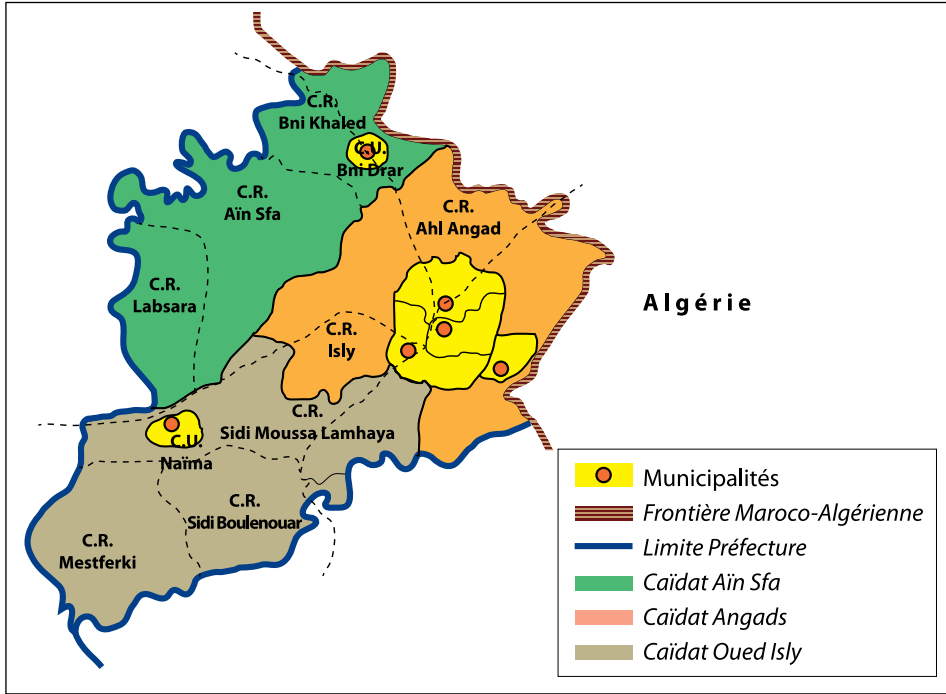 C.R.
Bni Khaled
C.U.
Bni Drar
C.R.
Aïn Sfa
C.R.
Ahl Angad
C.R.
Labsara
Algérie
C.R.
Isly
C.R.
Sidi Moussa Lamhaya
C.U.
Naïma
C.R.
Sidi Boulenouar
C.R.
Mestferki
Municipalités
Frontière Maroco-Algérienne
Limite Préfecture
Caïdat Aïn Sfa
Caïdat Angads
Caïdat Oued Isly